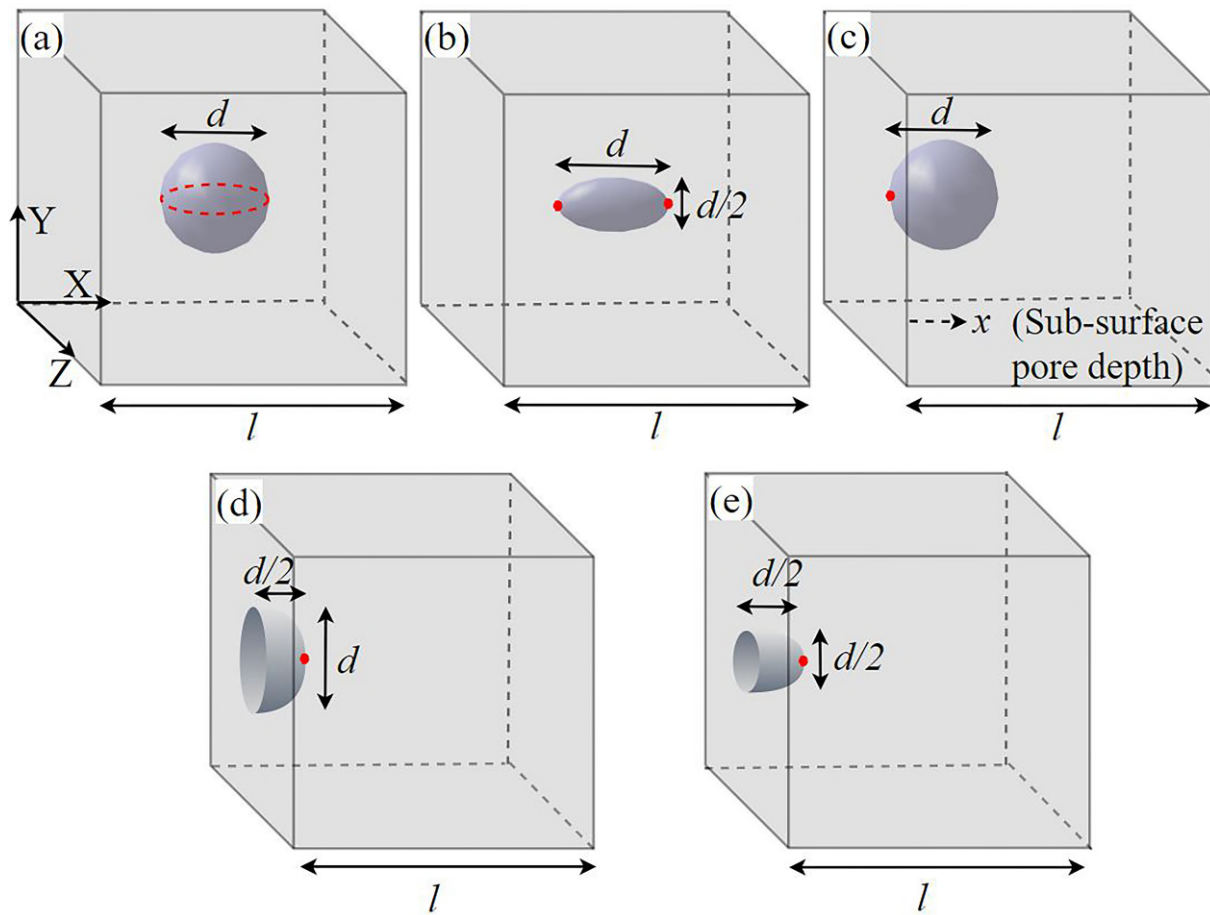 (a)
d
Y
X
Z
l
(b)
d
d/2
l
(c)
d
x (Sub-surface
pore depth)
l
(d)
d/2
d
l
(e)
d/2
d/2
l